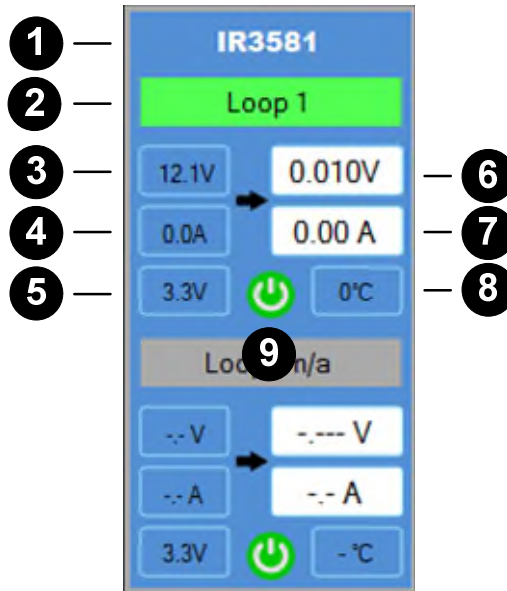 1 IR3581
2 Loop 1
3 12.1V 0.010V 6
4 0.0A 0.00 A 7
5 3.3V 0°C 8
9
n/a
-.- V -.--- V
-.- A -.- A
3.3V - °C